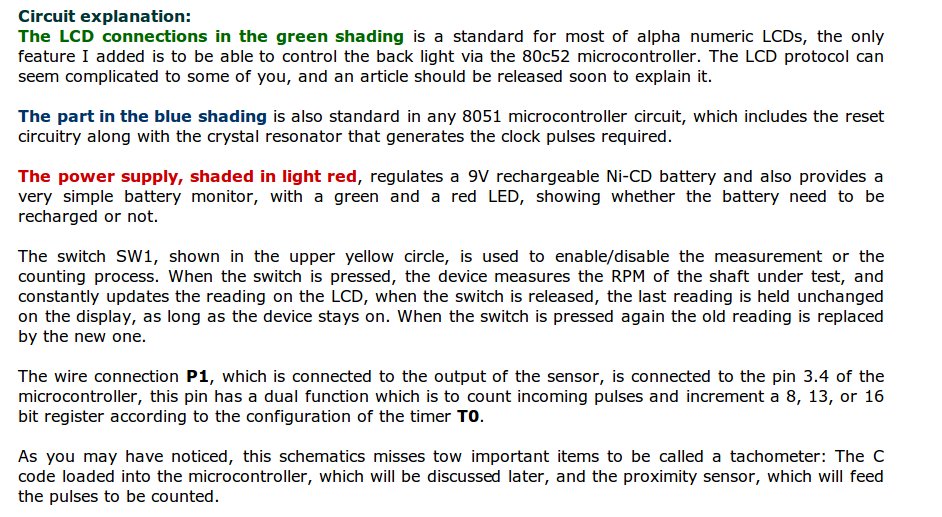 Circuit explanation:
The LCD connections in the green shading is a standard for most of alpha numeric LCDs, the only
feature I added is to be able to control the back light via the 80c52 microcontroller. The LCD protocol can
seem complicated to some of you, and an article should be released soon to explain it.
The part in the blue shading is also standard in any 8051 microcontroller circuit, which includes the reset
circuitry along with the crystal resonator that generates the clock pulses required.
The power supply, shaded in light red, regulates a 9V rechargeable Ni-CD battery and also provides a
very simple battery monitor, with a green and a red LED, showing whether the battery need to be
recharged or not.
The switch SW1, shown in the upper yellow circle, is used to enable/disable the measurement or the
counting process. When the switch is pressed, the device measures the RPM of the shaft under test, and
constantly updates the reading on the LCD, when the switch is released, the last reading is held unchanged
on the display, as long as the device stays on. When the switch is pressed again the old reading is replaced
by the new one.
The wire connection P1, which is connected to the output of the sensor, is connected to the pin 3.4 of the
microcontroller, this pin has a dual function which is to count incoming pulses and increment a 8, 13, or 16
bit register according to the configuration of the timer T0.
As you may have noticed, this schematics misses tow important items to be called a tachometer: The C
code loaded into the microcontroller, which will be discussed later, and the proximity sensor, which will feed
the pulses to be counted.